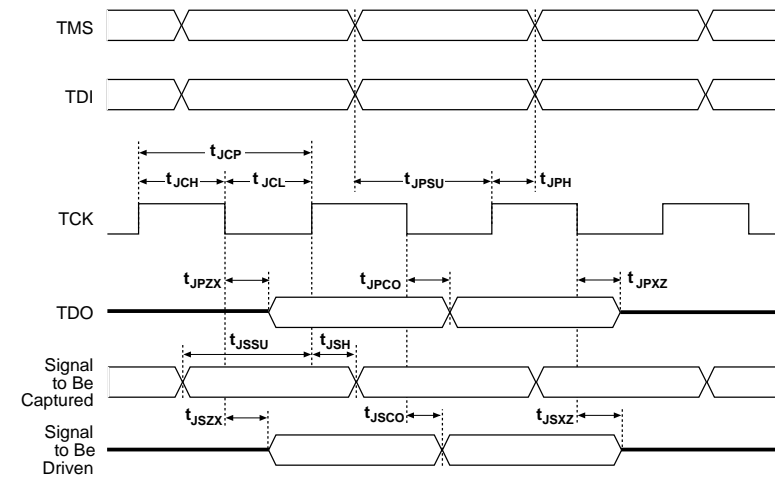 TMS
TDI
tJCP
tJCH
tJCL
tJPSU
tJPH
TCK
tJPZX
tJPCO
tJPXZ
TDO
tJSSU
tJSH
Signal
to Be
Captured
tJSZX
tJSCO
tJSXZ
Signal
to Be
Driven